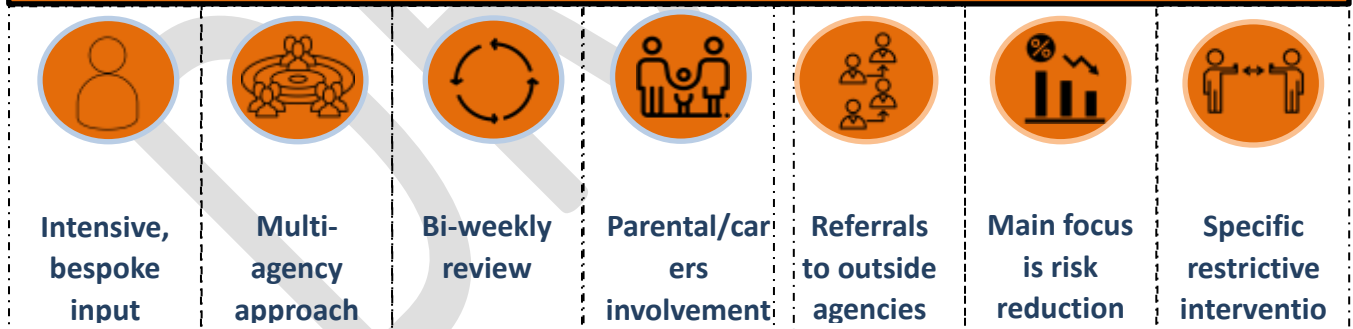 Intensive,
bespoke
input
Multi-
agency
approach
Bi-weekly
review
Parental/car
ers
involvement
Referrals
to outside
agencies
Main focus
is risk
reduction
Specific
restrictive
interventio
%